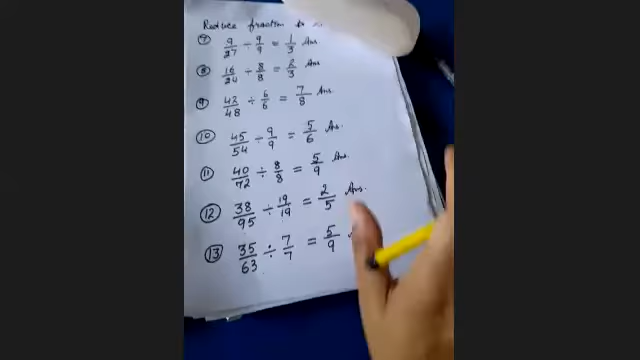 Reduce fraction to
⑦ 9/27 ÷ 9/9 = 1/3 Ans
⑧ 16/24 ÷ 8/8 = 2/3 Ans
⑨ 42/48 ÷ 6/6 = 7/8 Ans.
⑩ 45/54 ÷ 9/9 = 5/6 Ans.
⑪ 40/72 ÷ 8/8 = 5/9 Ans.
⑫ 38/95 ÷ 19/19 = 2/5 Ans.
⑬ 35/63 ÷ 7/7 = 5/9